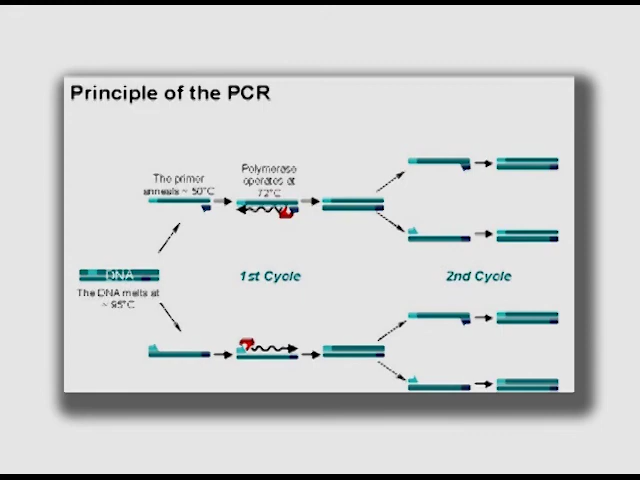 Principle of the PCR
The primer
anneals ~ 50°C
Polymerase
operates at
72°C
DNA
The DNA melts at
~ 95°C
1st Cycle
2nd Cycle